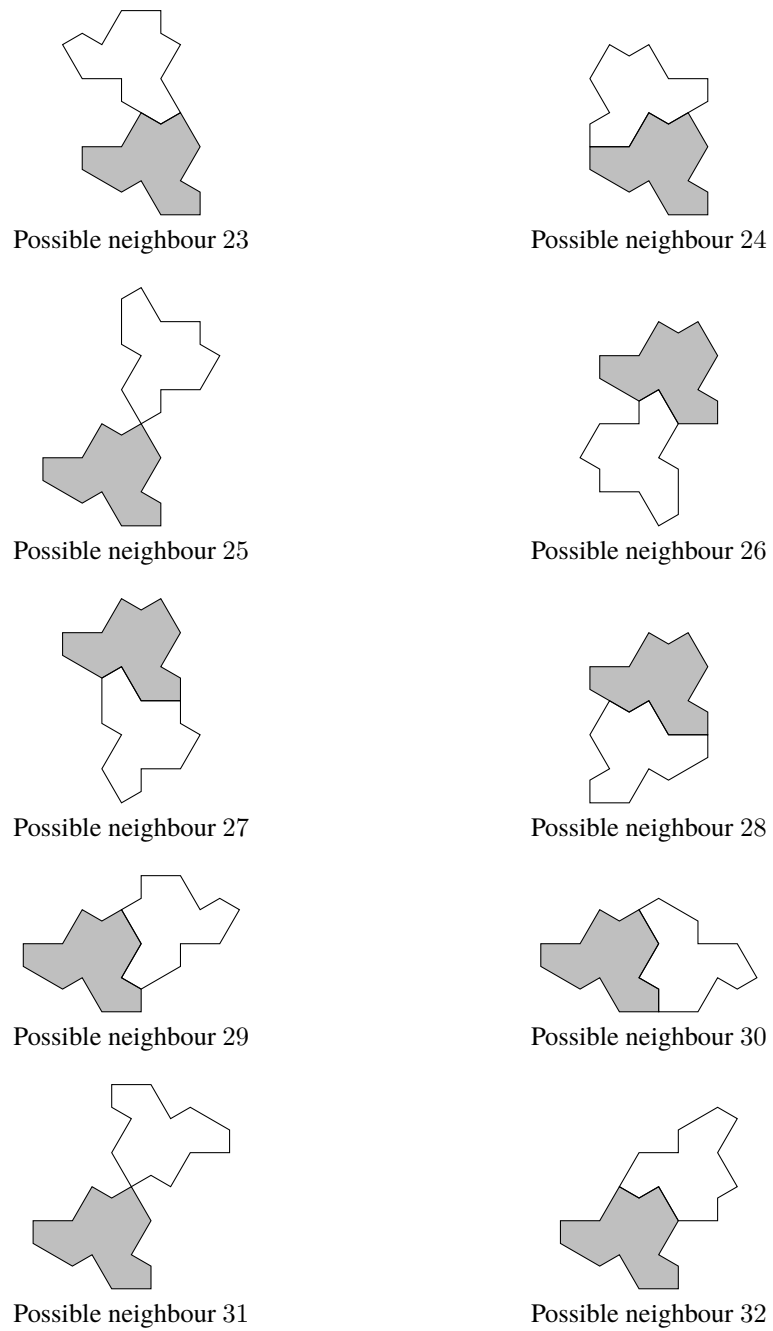 Possible neighbour 23
Possible neighbour 24
Possible neighbour 25
Possible neighbour 26
Possible neighbour 27
Possible neighbour 28
Possible neighbour 29
Possible neighbour 30
Possible neighbour 31
Possible neighbour 32